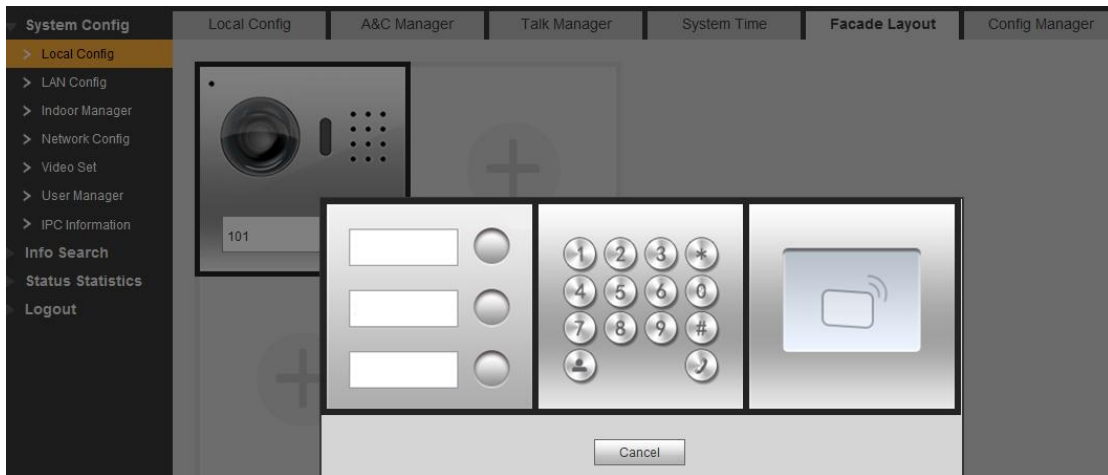 System Config
Local Config
A&C Manager
Talk Manager
System Time
Facade Layout
Config Manager
> Local Config
> LAN Config
> Indoor Manager
> Network Config
> Video Set
> User Manager
> IPC Information
Info Search
Status Statistics
Logout
101
1 2 3 *
4 5 6 0
7 8 9 #
Cancel